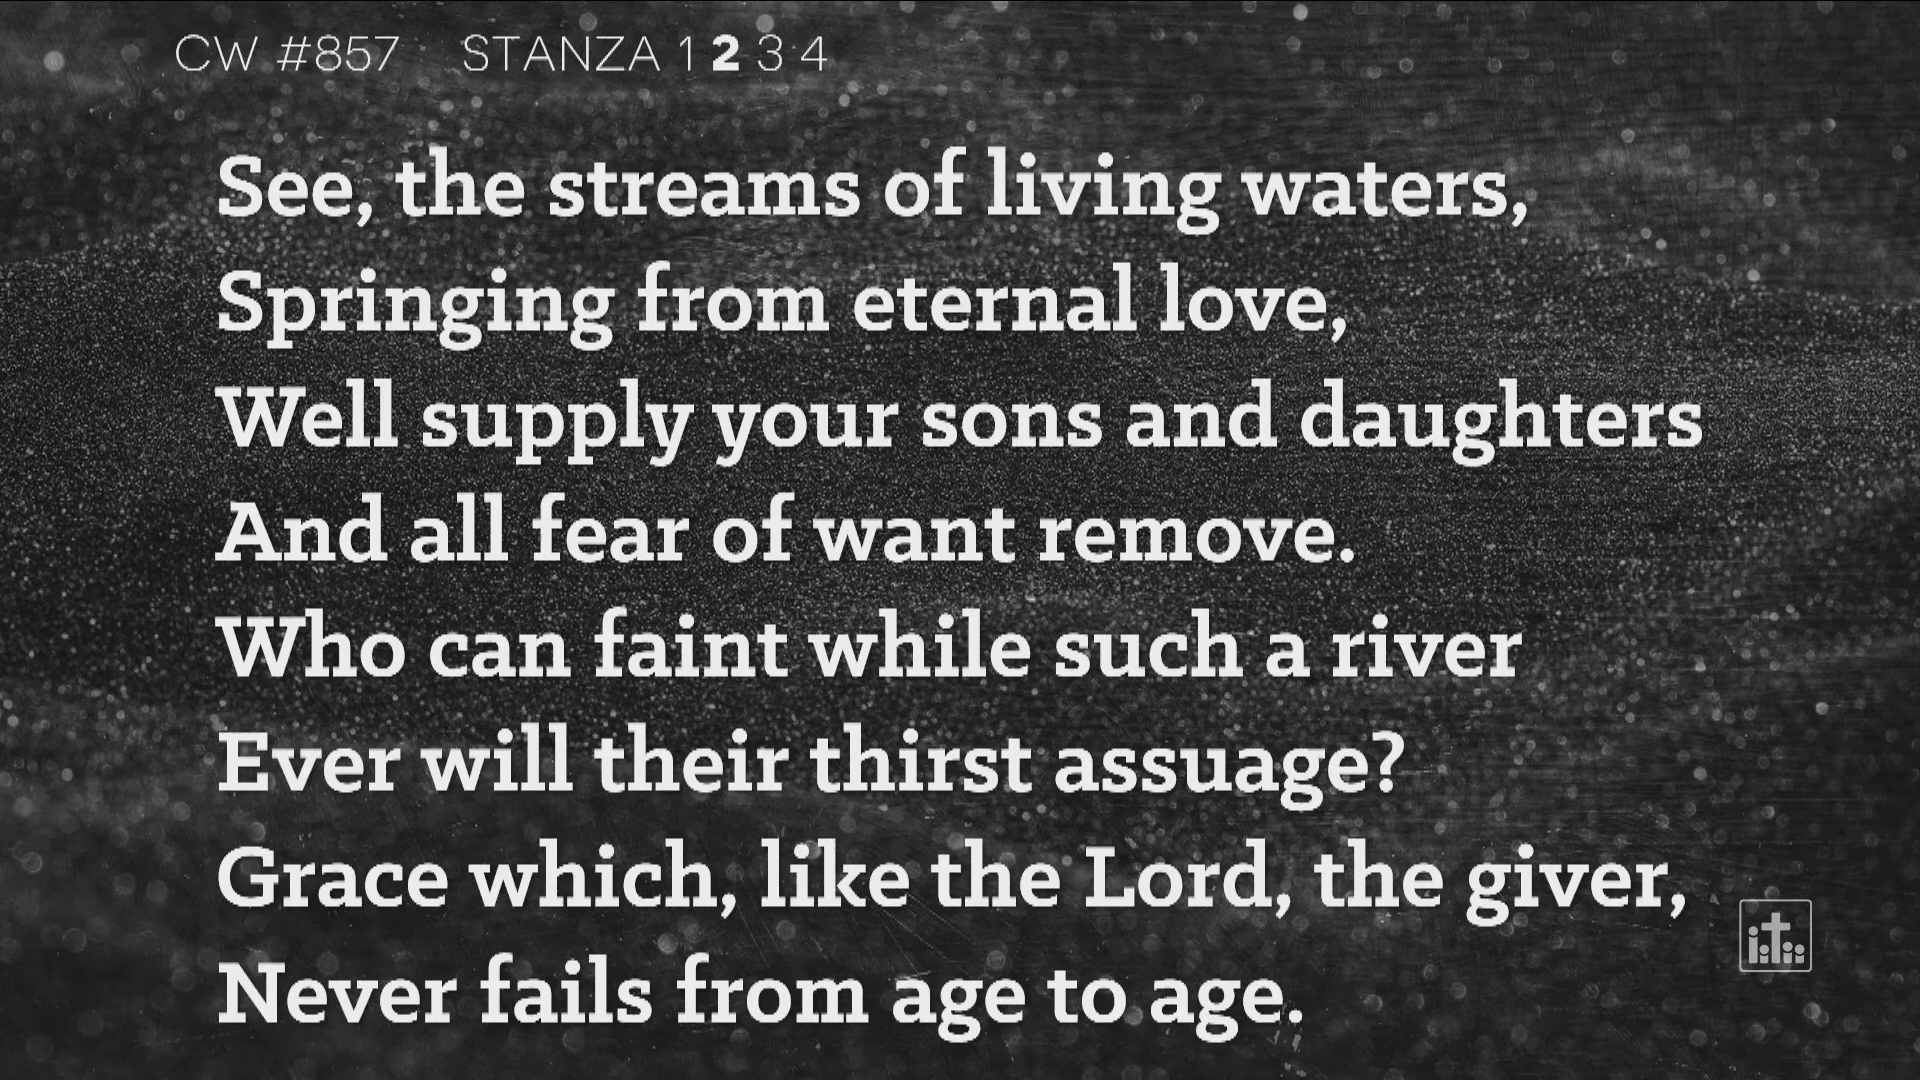 CW #857 STANZA 1 2 3 4
See, the streams of living waters,
Springing from eternal love,
Well supply your sons and daughters
And all fear of want remove.
Who can faint while such a river
Ever will their thirst assuage?
Grace which, like the Lord, the giver,
Never fails from age to age.